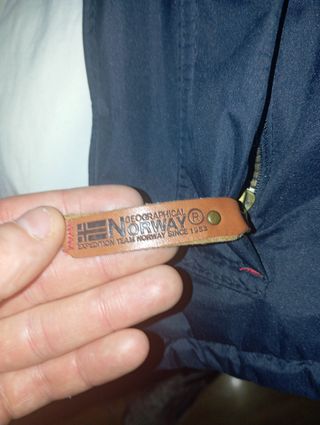 GEOGRAPHICAL
NORWAY ®
EXPEDITION TEAM NORWAY SINCE 1953